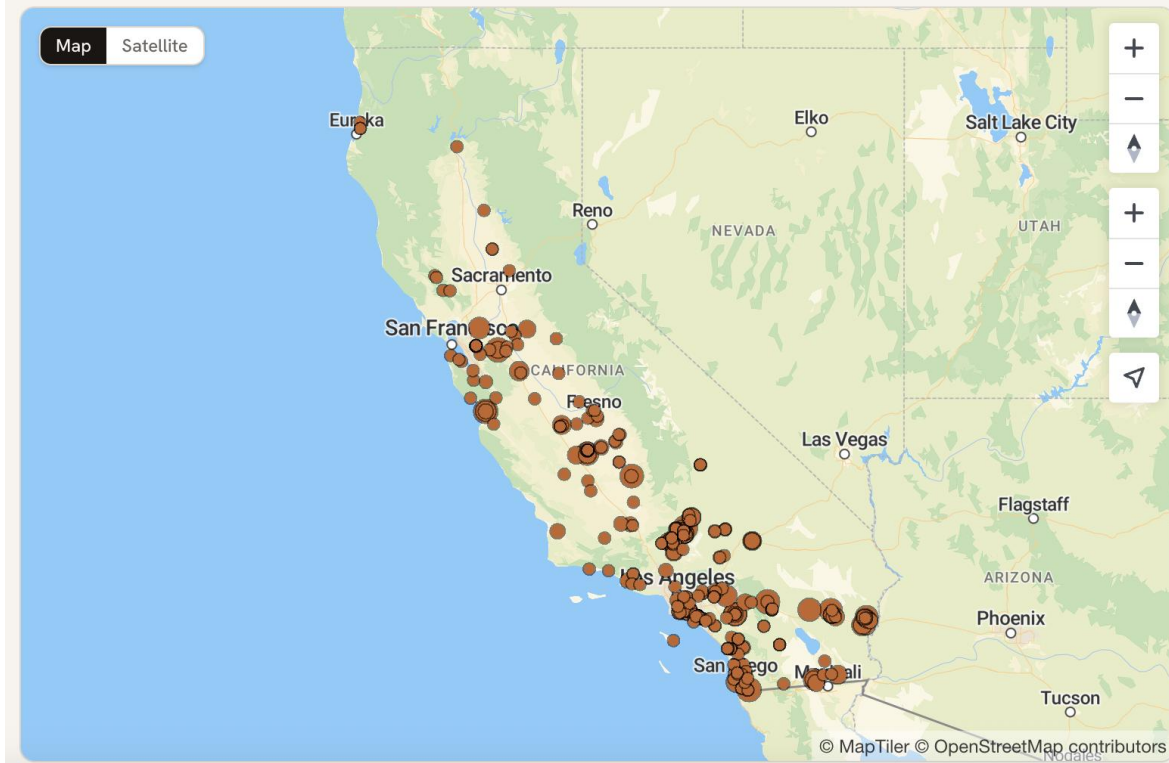 Map
Satellite
Eureka
Elko
Salt Lake City
Reno
NEVADA
UTAH
Sacramento
San Francisco
CALIFORNIA
Fresno
Las Vegas
Flagstaff
Los Angeles
ARIZONA
Phoenix
San Diego
Mexicali
Tucson
© MapTiler © OpenStreetMap contributors
Nogales